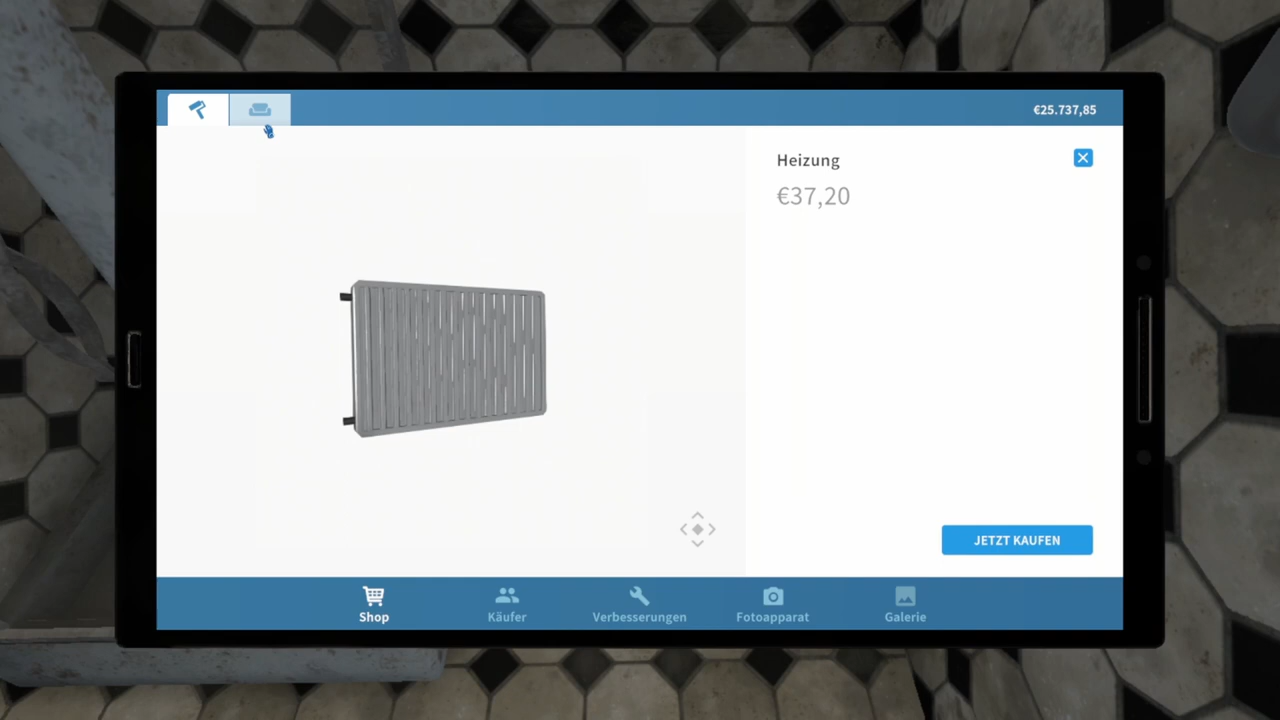 €25.737,85
Heizung
€37,20
JETZT KAUFEN
Shop
Käufer
Verbesserungen
Fotoapparat
Galerie